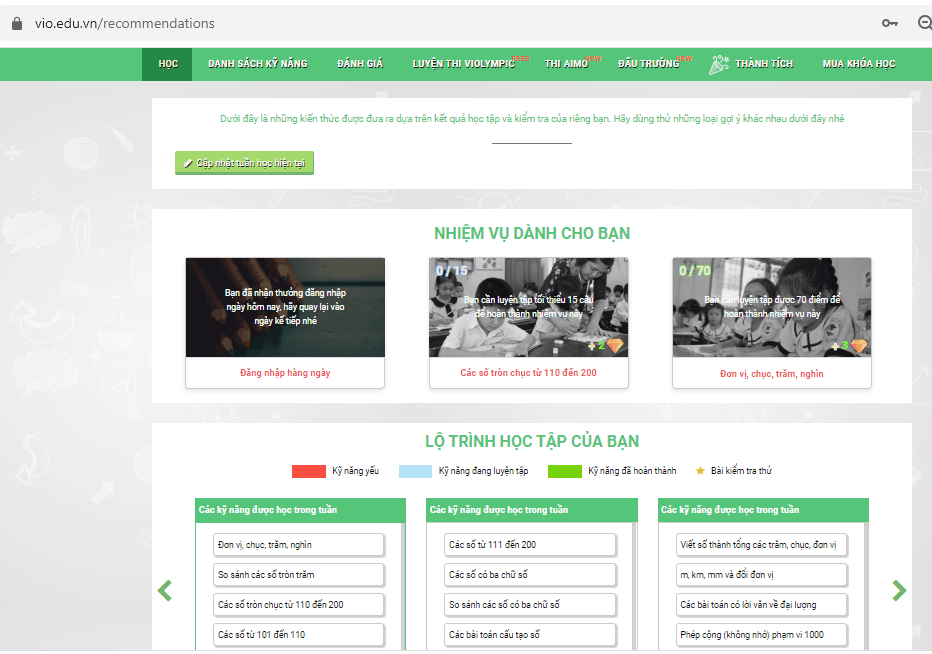 vio.edu.vn/recommendations
HỌC
DANH SÁCH KỸ NĂNG
ĐÁNH GIÁ
LUYỆN THI VIOLYMPIC FREE
THI AIMO NEW
ĐẤU TRƯỜNG NEW
THÀNH TÍCH
MUA KHÓA HỌC
Dưới đây là những kiến thức được đưa ra dựa trên kết quả học tập và kiểm tra của riêng bạn. Hãy dùng thử những loại gợi ý khác nhau dưới đây nhé
Cập nhật tuần học hiện tại
NHIỆM VỤ DÀNH CHO BẠN
Bạn đã nhận thưởng đăng nhập
ngày hôm nay, hãy quay lại vào
ngày kế tiếp nhé
Đăng nhập hàng ngày
0/15
Bạn cần luyện tập tối thiểu 15 câu
để hoàn thành nhiệm vụ này
+2
Các số tròn chục từ 110 đến 200
0/70
Bạn cần luyện tập được 70 điểm để
hoàn thành nhiệm vụ này
+3
Đơn vị, chục, trăm, nghìn
LỘ TRÌNH HỌC TẬP CỦA BẠN
Kỹ năng yếu
Kỹ năng đang luyện tập
Kỹ năng đã hoàn thành
Bài kiểm tra thử
Các kỹ năng được học trong tuần
Đơn vị, chục, trăm, nghìn
So sánh các số tròn trăm
Các số tròn chục từ 110 đến 200
Các số từ 101 đến 110
Các kỹ năng được học trong tuần
Các số từ 111 đến 200
Các số có ba chữ số
So sánh các số có ba chữ số
Các bài toán cấu tạo số
Các kỹ năng được học trong tuần
Viết số thành tổng các trăm, chục, đơn vị
m, km, mm và đổi đơn vị
Các bài toán có lời văn về đại lượng
Phép cộng (không nhớ) phạm vi 1000